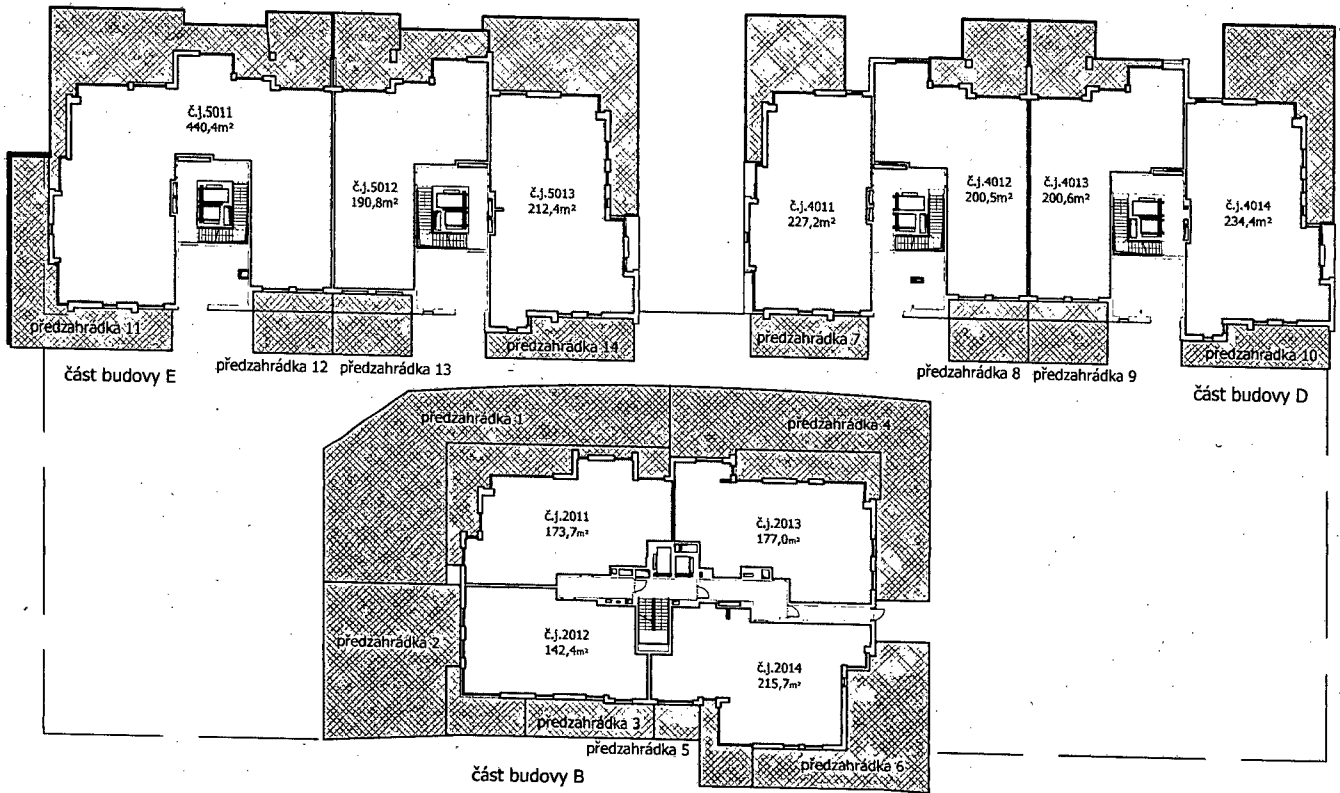 č.j.5011
440,4m²
č.j.5012
190,8m²
č.j.5013
212,4m²
předzahrádka 11
předzahrádka 12
předzahrádka 13
předzahrádka 14
část budovy E
č.j.4011
227,2m²
č.j.4012
200,5m²
č.j.4013
200,6m²
č.j.4014
234,4m²
předzahrádka 7
předzahrádka 8
předzahrádka 9
předzahrádka 10
část budovy D
předzahrádka 1
předzahrádka 4
č.j.2011
173,7m²
č.j.2013
177,0m²
předzahrádka 2
č.j.2012
142,4m²
č.j.2014
215,7m²
předzahrádka 3
předzahrádka 5
předzahrádka 6
část budovy B